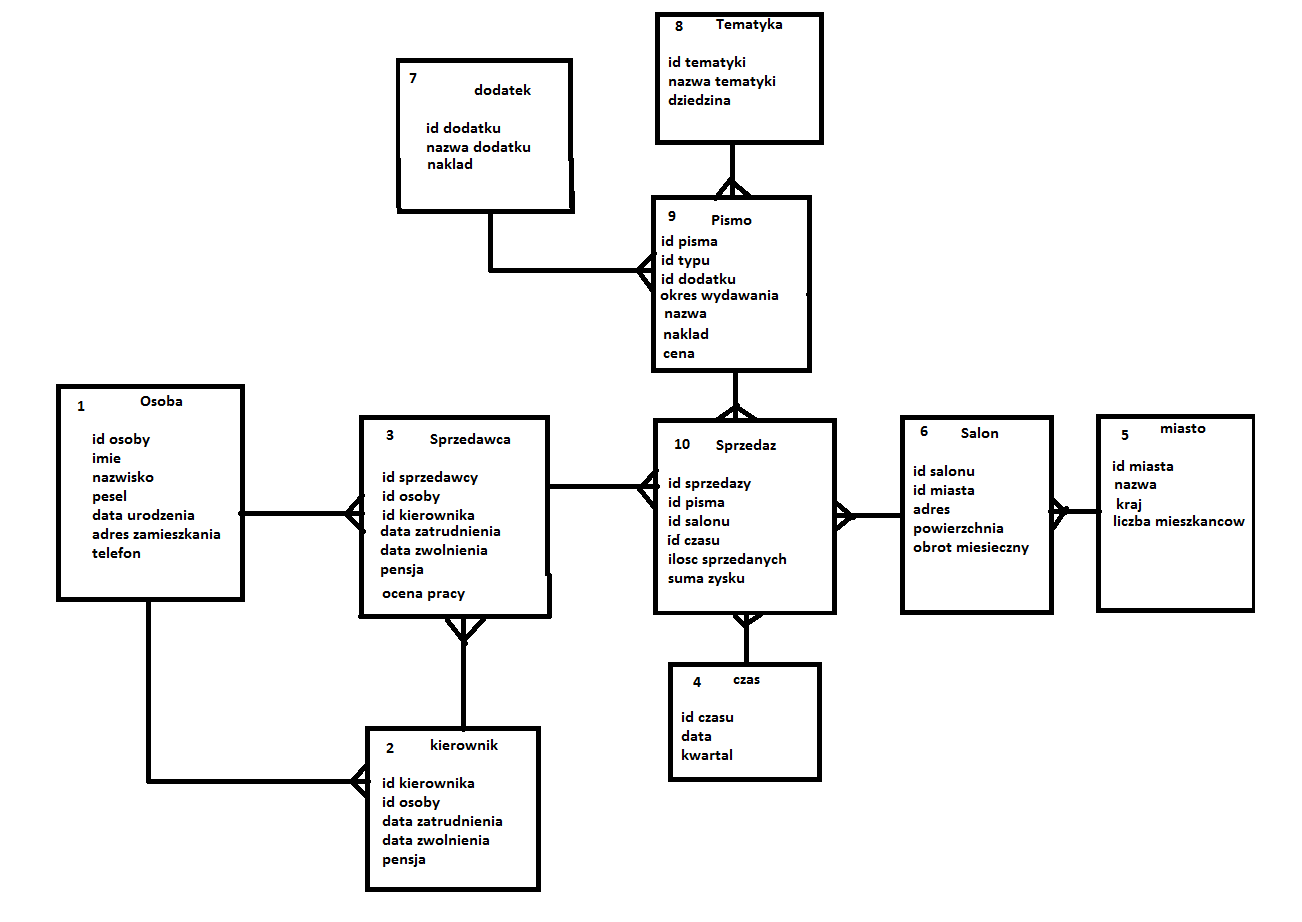 8 Tematyka
id tematyki
nazwa tematyki
dziedzina
7
dodatek
id dodatku
nazwa dodatku
naklad
9 Pismo
id pisma
id typu
id dodatku
okres wydawania
nazwa
naklad
cena
1 Osoba
id osoby
imie
nazwisko
pesel
data urodzenia
adres zamieszkania
telefon
3 Sprzedawca
id sprzedawcy
id osoby
id kierownika
data zatrudnienia
data zwolnienia
pensja
ocena pracy
10 Sprzedaz
id sprzedazy
id pisma
id salonu
id czasu
ilosc sprzedanych
suma zysku
6 Salon
id salonu
id miasta
adres
powierzchnia
obrot miesieczny
5 miasto
id miasta
nazwa
kraj
liczba mieszkancow
2 kierownik
id kierownika
id osoby
data zatrudnienia
data zwolnienia
pensja
4 czas
id czasu
data
kwartal